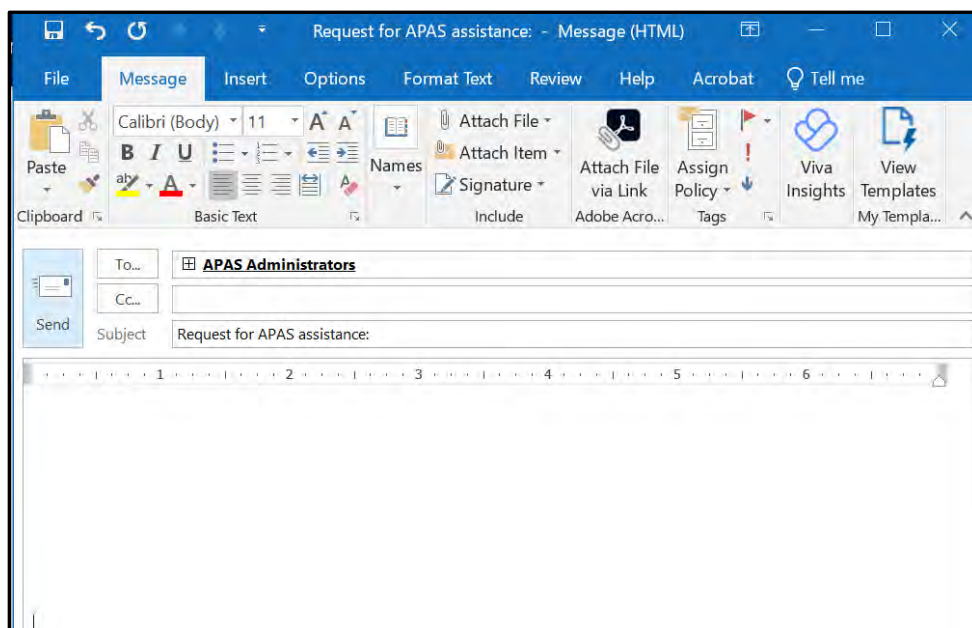 Request for APAS assistance: - Message (HTML)
File Message Insert Options Format Text Review Help Acrobat Tell me
Calibri (Body) 11 A A
Attach File
B I U
Attach Item
Paste
Names
Attach File via Link
Assign Policy
Viva Insights
View Templates
ab A
Signature
Clipboard Basic Text Include Adobe Acro... Tags My Templa...
To... APAS Administrators
Cc...
Send
Subject Request for APAS assistance:
1 2 3 4 5 6